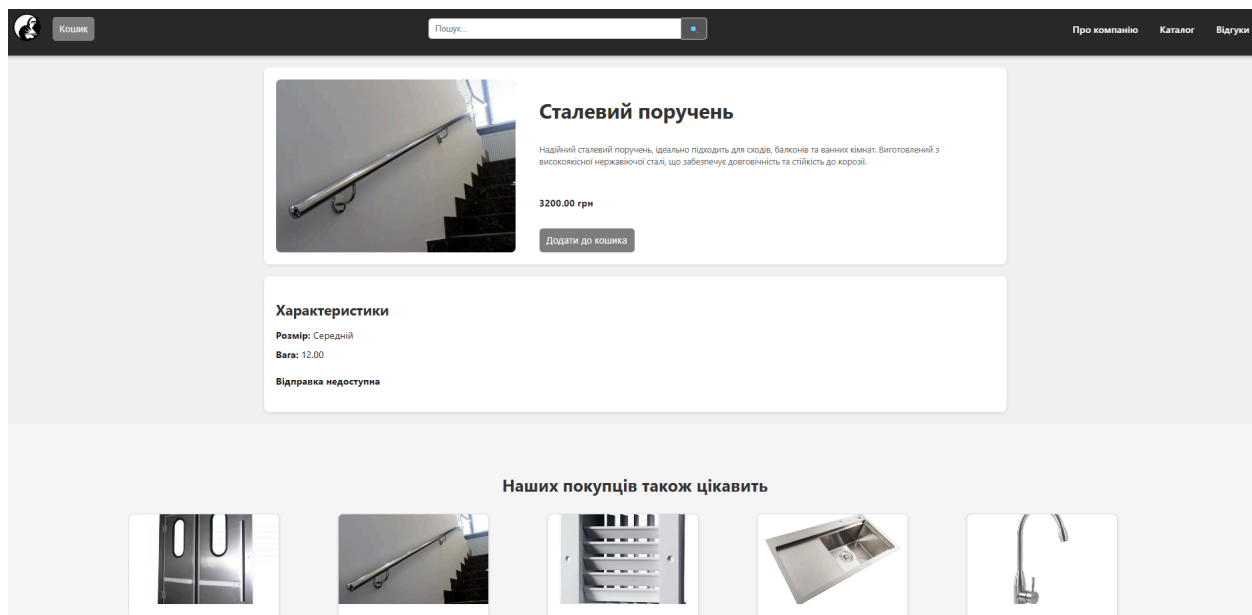 Кошик
Пошук...
Про компанію
Каталог
Відгуки
Сталевий поручень
Надійний сталевий поручень, ідеально підходить для сходів, балконів та ванних кімнат. Виготовлений з
високоякісної нержавіючої сталі, що забезпечує довговічність та стійкість до корозії.
3200.00 грн
Додати до кошика
Характеристики
Розмір: Середній
Вага: 12.00
Відправка недоступна
Наших покупців також цікавить